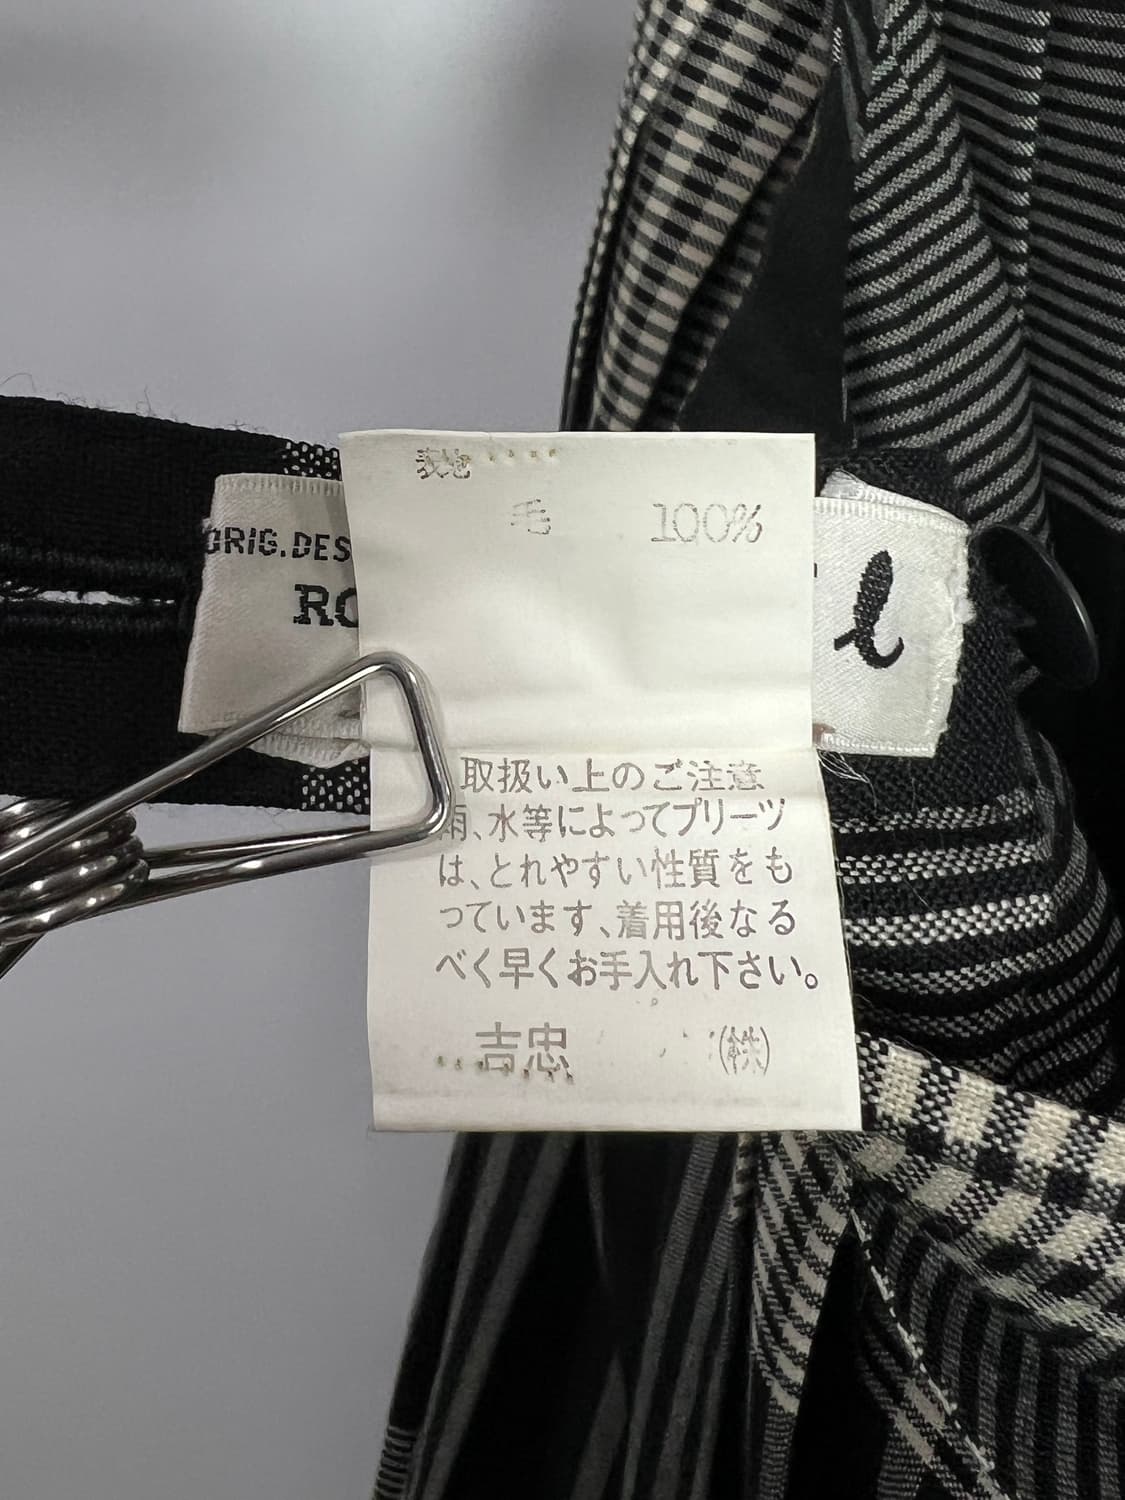 表地
毛 100%
ORIG.DES
RO
l
取扱い上のご注意
雨、水等によってプリーツ
は、とれやすい性質をも
っています、着用後なる
べく早くお手入れ下さい。
吉忠 ㈱